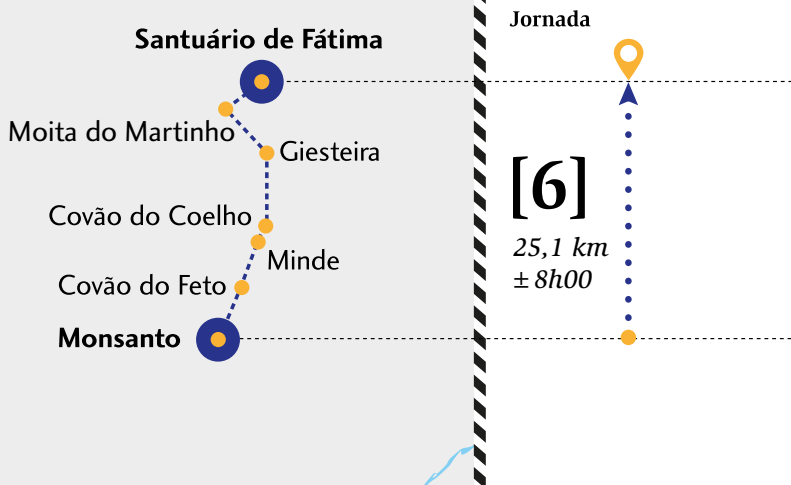 Jornada
Santuário de Fátima
Moita do Martinho
Giesteira
Covão do Coelho
Minde
Covão do Feto
Monsanto
[6]
25,1 km
± 8h00